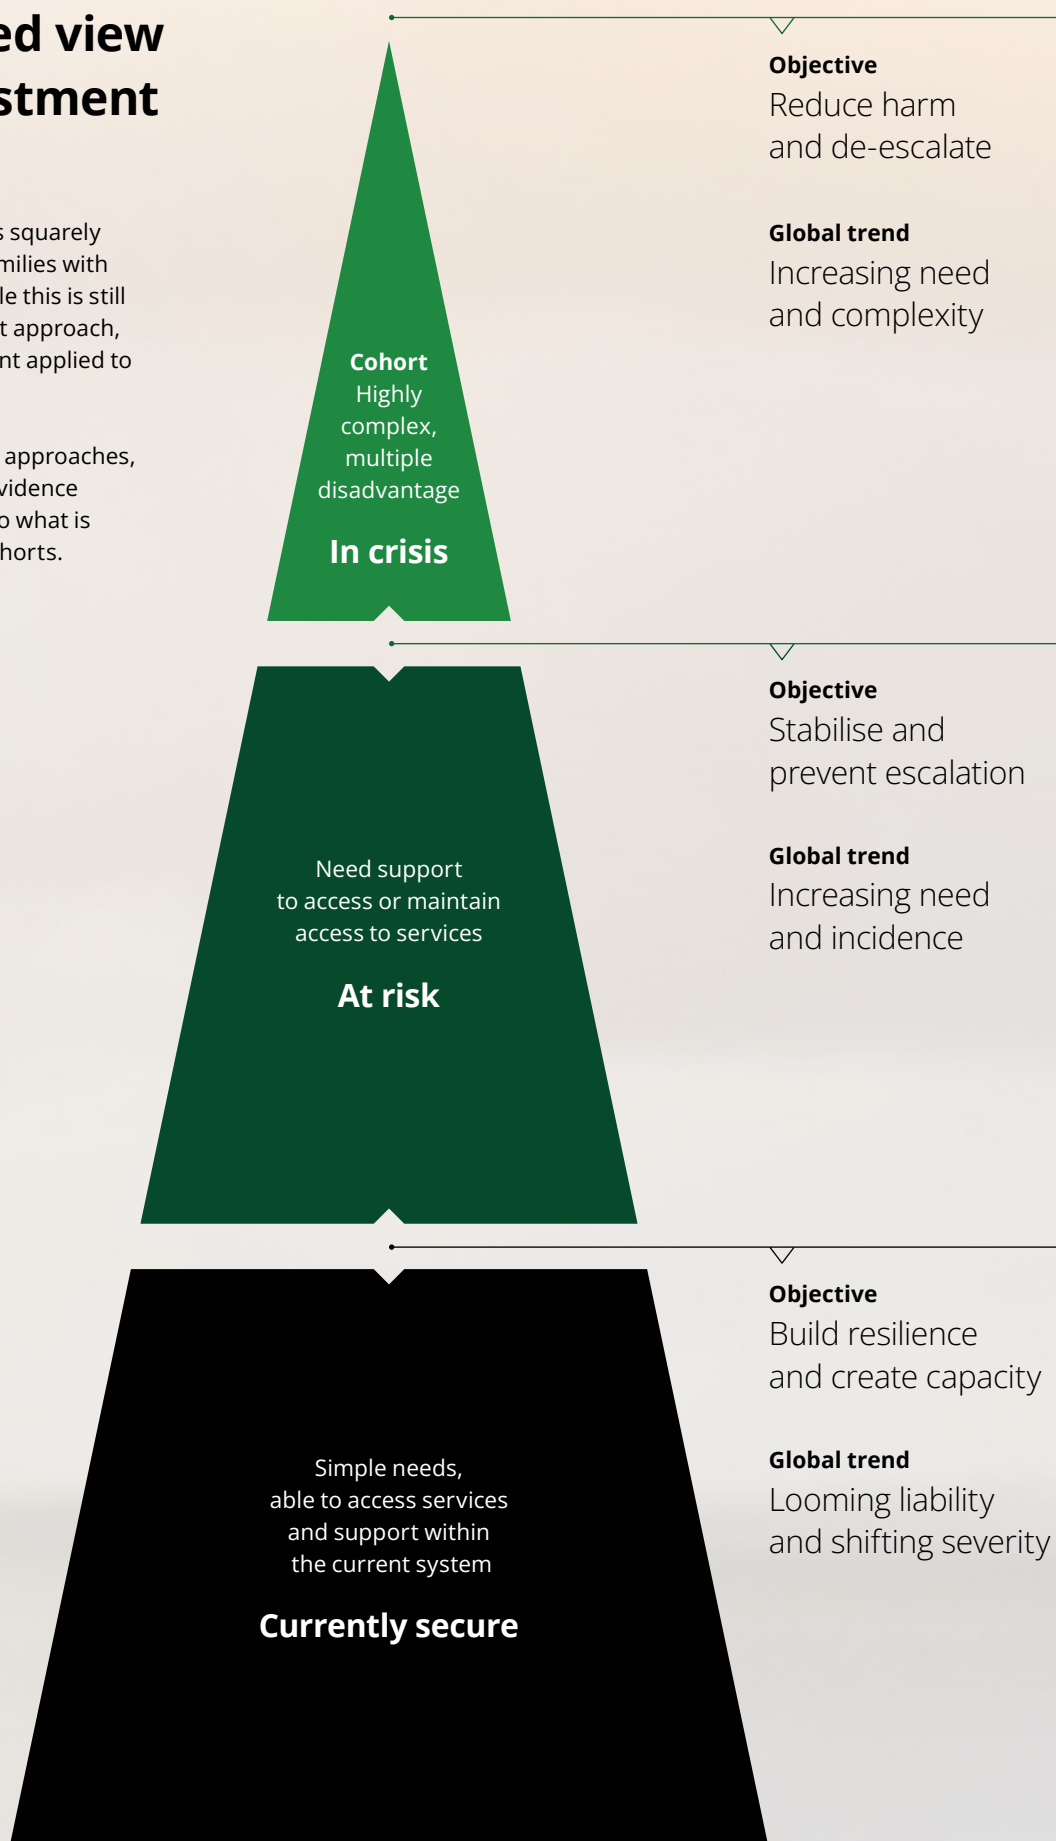 ed view
stment
s squarely
milies with
le this is still
t approach,
nt applied to
approaches,
vidence
o what is
horts.
Cohort
Highly
complex,
multiple
disadvantage
In crisis
Objective
Reduce harm
and de-escalate
Global trend
Increasing need
and complexity
Need support
to access or maintain
access to services
At risk
Objective
Stabilise and
prevent escalation
Global trend
Increasing need
and incidence
Simple needs,
able to access services
and support within
the current system
Currently secure
Objective
Build resilience
and create capacity
Global trend
Looming liability
and shifting severity